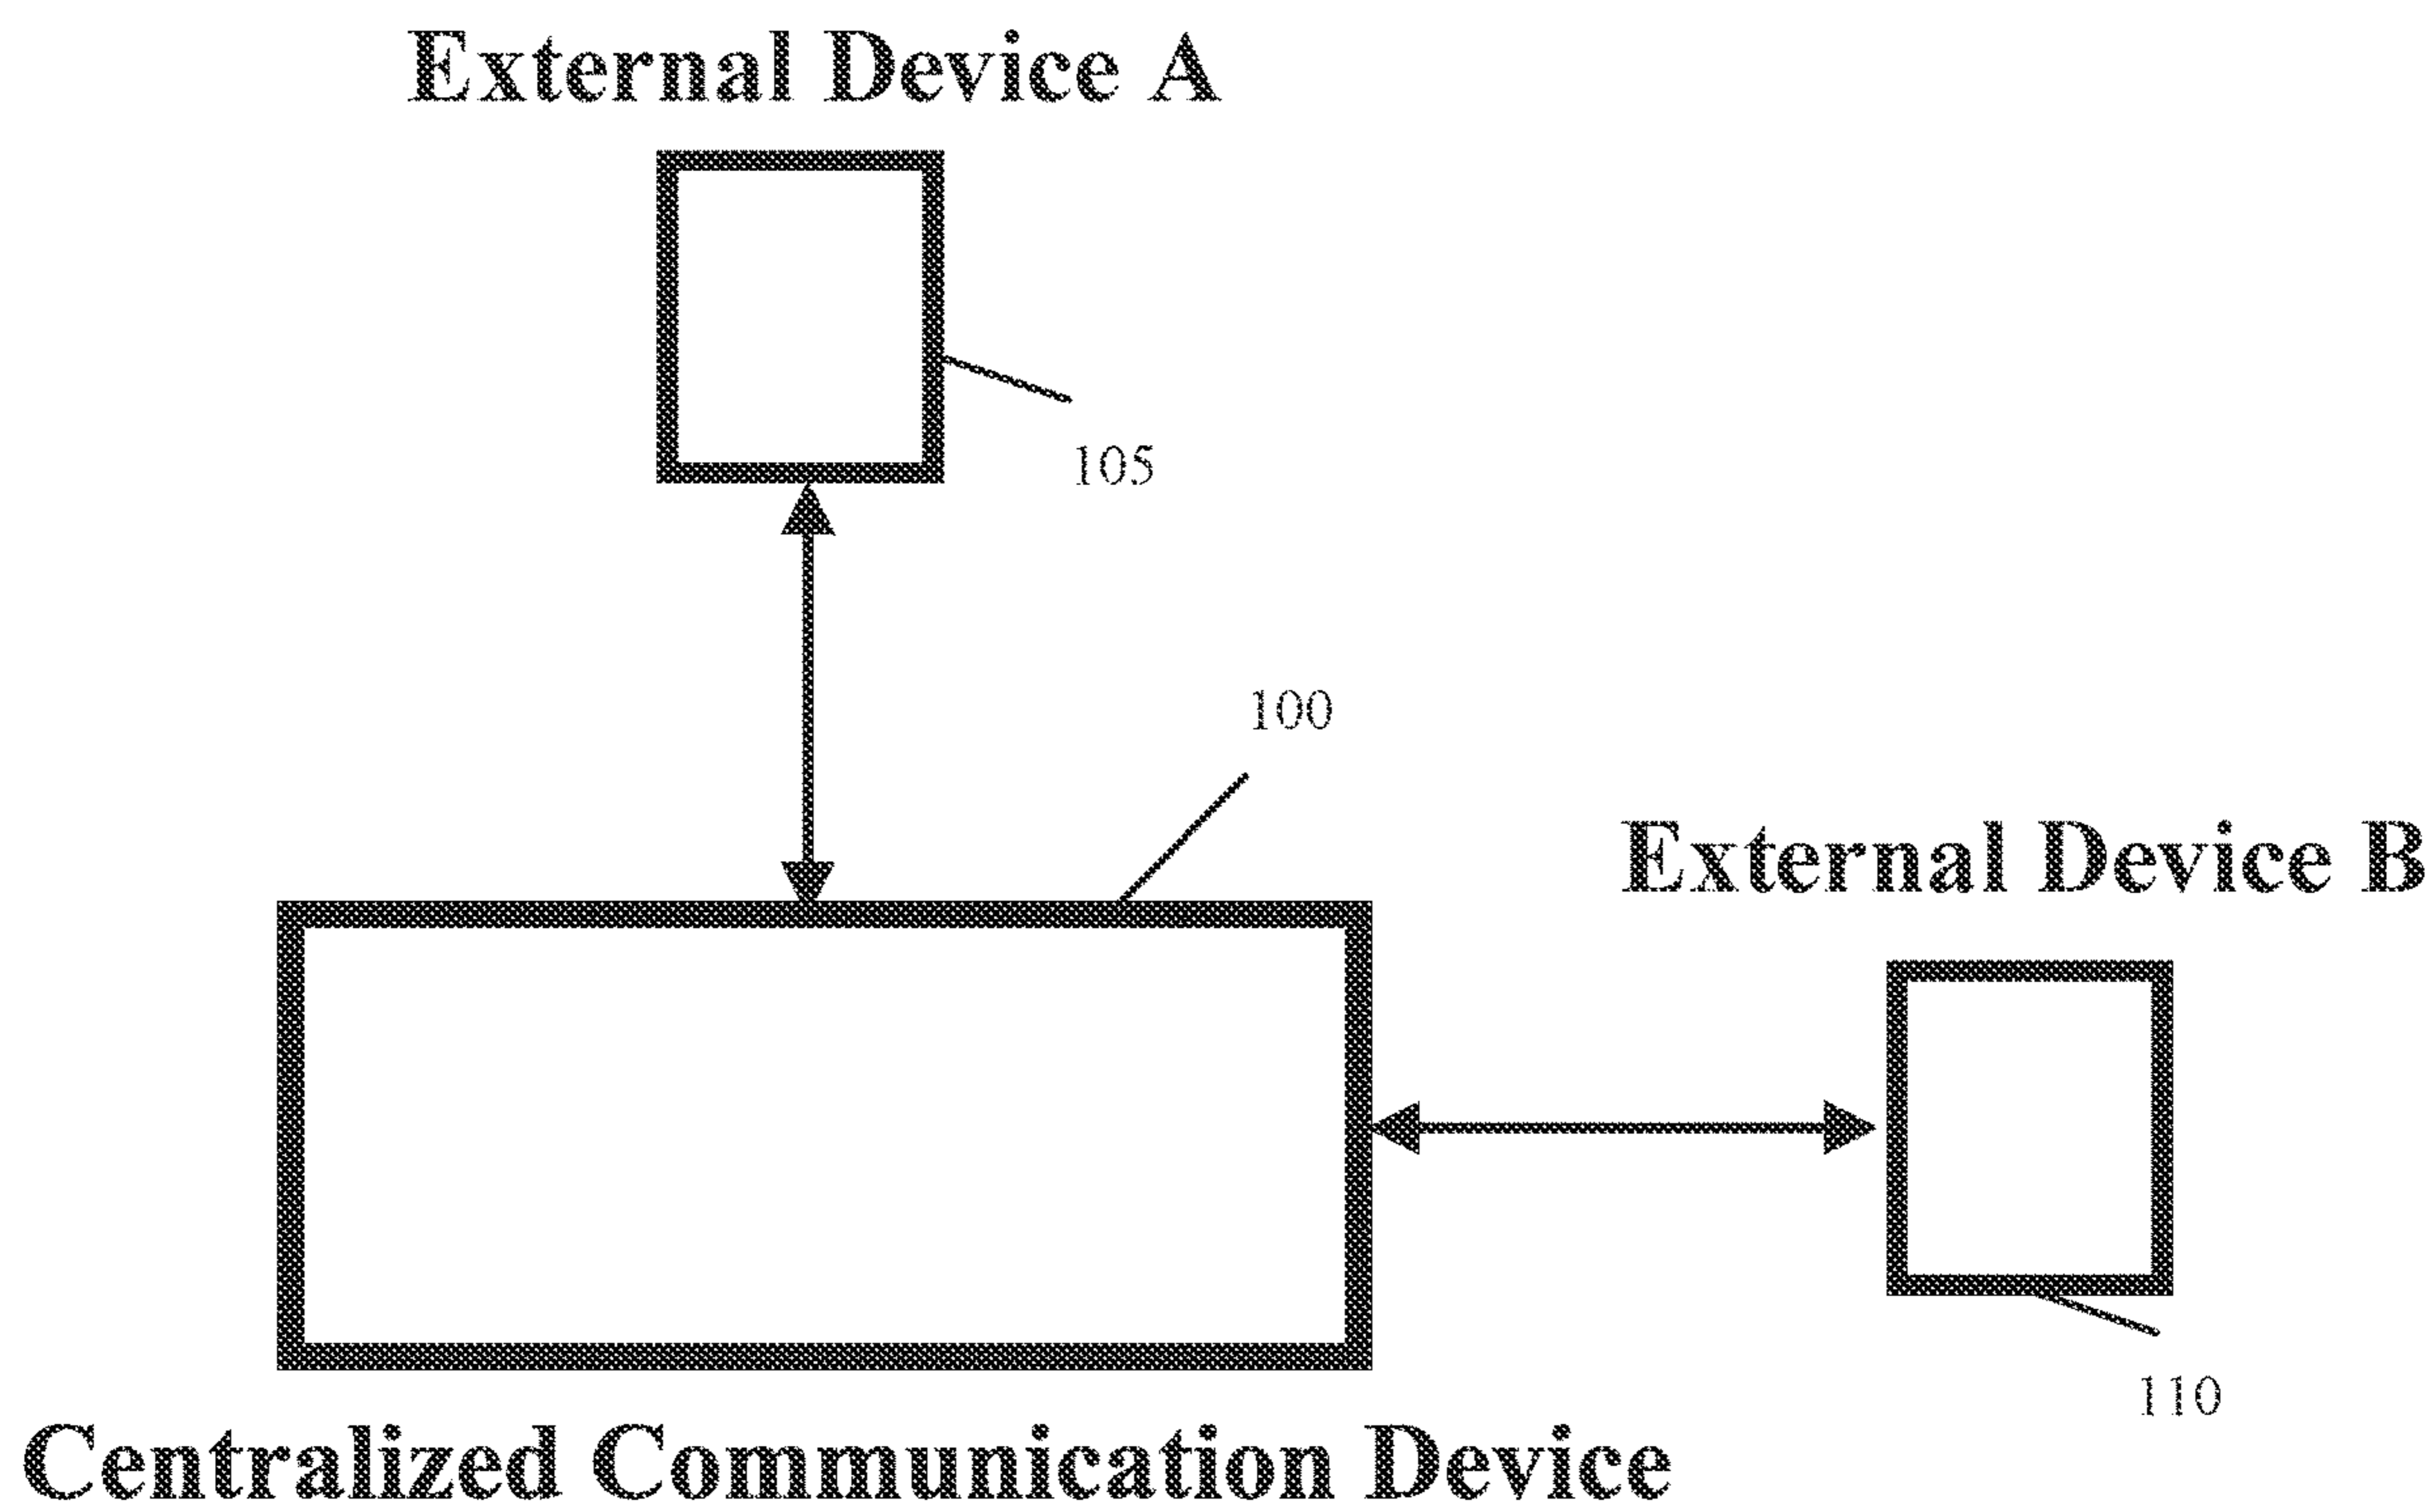 External Device A
105
100
External Device B
110
Centralized Communication Device